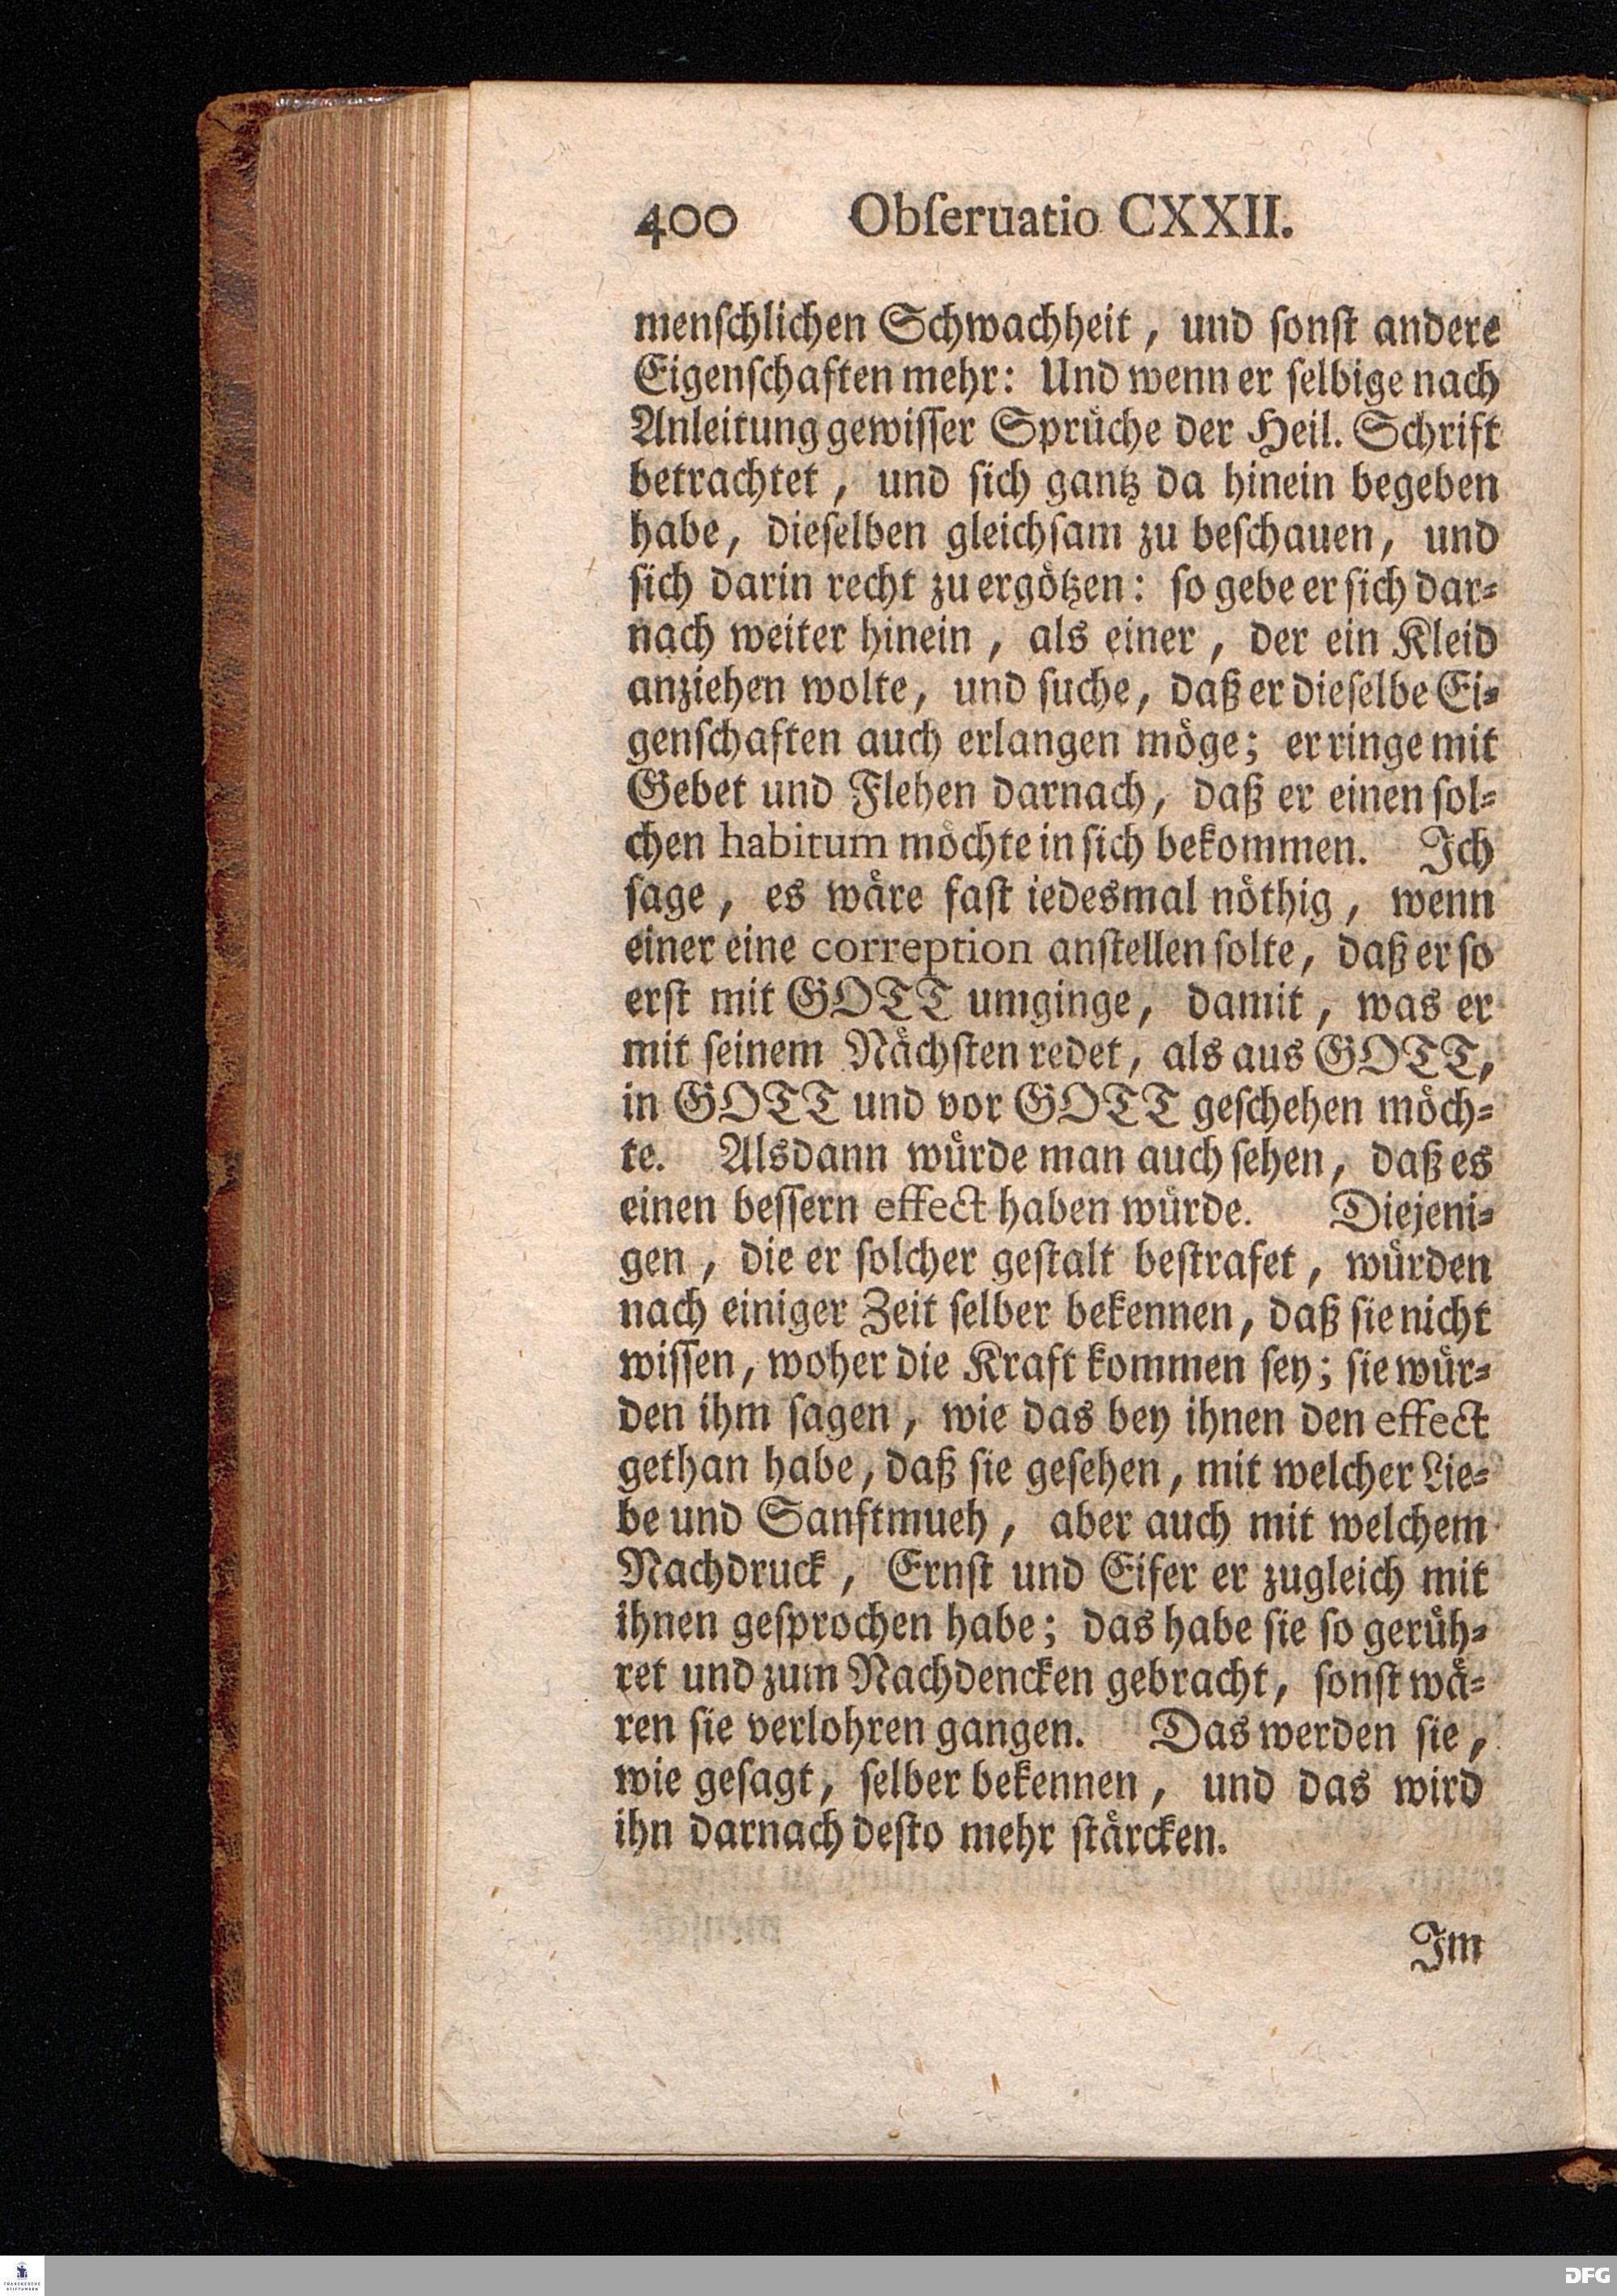 400 Obſeruatio CXXII.
menſchlichen Schwachheit, und ſonſt andere
Eigenſchaften mehr: Und wenn er ſelbige nach
Anleitung gewiſſer Sprüche der Heil. Schrift
betrachtet, und ſich gantz da hinein begeben
habe, dieſelben gleichſam zu beſchauen, und
ſich darin recht zu ergötzen: ſo gebe er ſich dar⸗
nach weiter hinein, als einer, der ein Kleid
anziehen wolte, und ſuche, daß er dieſelbe Ei⸗
genſchaften auch erlangen möge; er ringe mit
Gebet und Flehen darnach, daß er einen ſol⸗
chen habitum möchte in ſich bekommen. Ich
ſage, es wäre faſt iedesmal nöthig, wenn
einer eine correption anſtellen ſolte, daß er ſo
erſt mit GOTT umginge, damit, was er
mit ſeinem Nächſten redet, als aus GOTT,
in GOTT und vor GOTT geſchehen möch⸗
te. Alsdann würde man auch ſehen, daß es
einen beſſern effect haben würde. Diejeni⸗
gen, die er ſolcher geſtalt beſtrafet, würden
nach einiger Zeit ſelber bekennen, daß ſie nicht
wiſſen, woher die Kraft kommen ſey; ſie wür⸗
den ihm ſagen, wie das bey ihnen den effect
gethan habe, daß ſie geſehen, mit welcher Lie⸗
be und Sanftmueh, aber auch mit welchem
Nachdruck, Ernſt und Eifer er zugleich mit
ihnen geſprochen habe; das habe ſie ſo gerüh⸗
ret und zum Nachdencken gebracht, ſonſt wä⸗
ren ſie verlohren gangen. Das werden ſie,
wie geſagt, ſelber bekennen, und das wird
ihn darnach deſto mehr ſtärcken.
Im
FRANCKESCHE
STIFTUNGEN
DFG